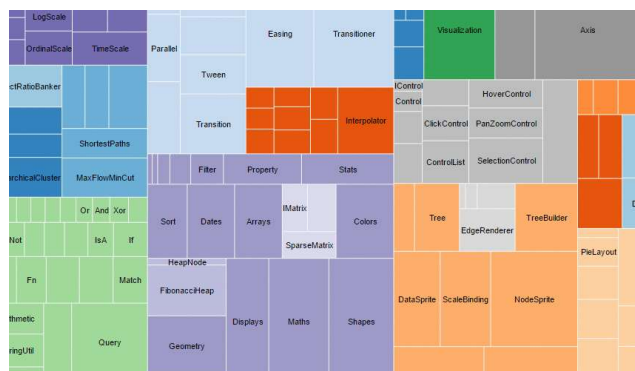 LogScale
OrdinalScale
TimeScale
ectRatioBanker
ShortestPaths
archicalCluster
MaxFlowMinCut
Or And Xor
Not
IsA
If
Fn
Match
ithmetic
ringUtil
Query
Parallel
Easing
Transitioner
Tween
Transition
Interpolator
Filter
Property
Stats
Sort
Dates
Arrays
IMatrix
SparseMatrix
Colors
HeapNode
FibonacciHeap
Geometry
Displays
Maths
Shapes
Visualization
Axis
IControl
Control
HoverControl
ClickControl
PanZoomControl
ControlList
SelectionControl
Tree
EdgeRenderer
TreeBuilder
DataSprite
ScaleBinding
NodeSprite
D
PieLayout